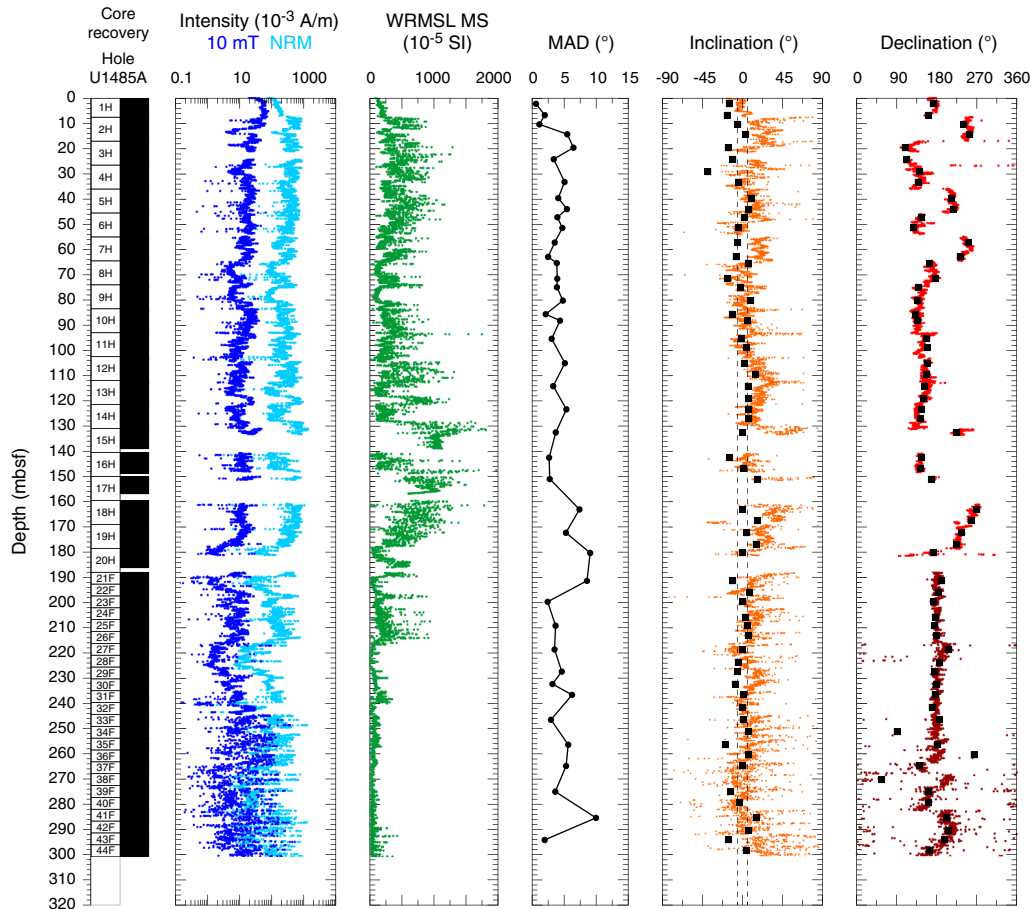 Core
recovery
Hole
U1485A
Intensity (10-3 A/m)
10 mT NRM
WRMSL MS
(10-5 SI)
MAD (°)
Inclination (°)
Declination (°)
0.1 10 1000
0 1000 2000
0 5 10 15
-90 -45 0 45 90
0 90 180 270 360
Depth (mbsf)
0
10
20
30
40
50
60
70
80
90
100
110
120
130
140
150
160
170
180
190
200
210
220
230
240
250
260
270
280
290
300
310
320
1H
2H
3H
4H
5H
6H
7H
8H
9H
10H
11H
12H
13H
14H
15H
16H
17H
18H
19H
20H
21F
22F
23F
24F
25F
26F
27F
28F
29F
30F
31F
32F
33F
34F
35F
36F
37F
38F
39F
40F
41F
42F
43F
44F